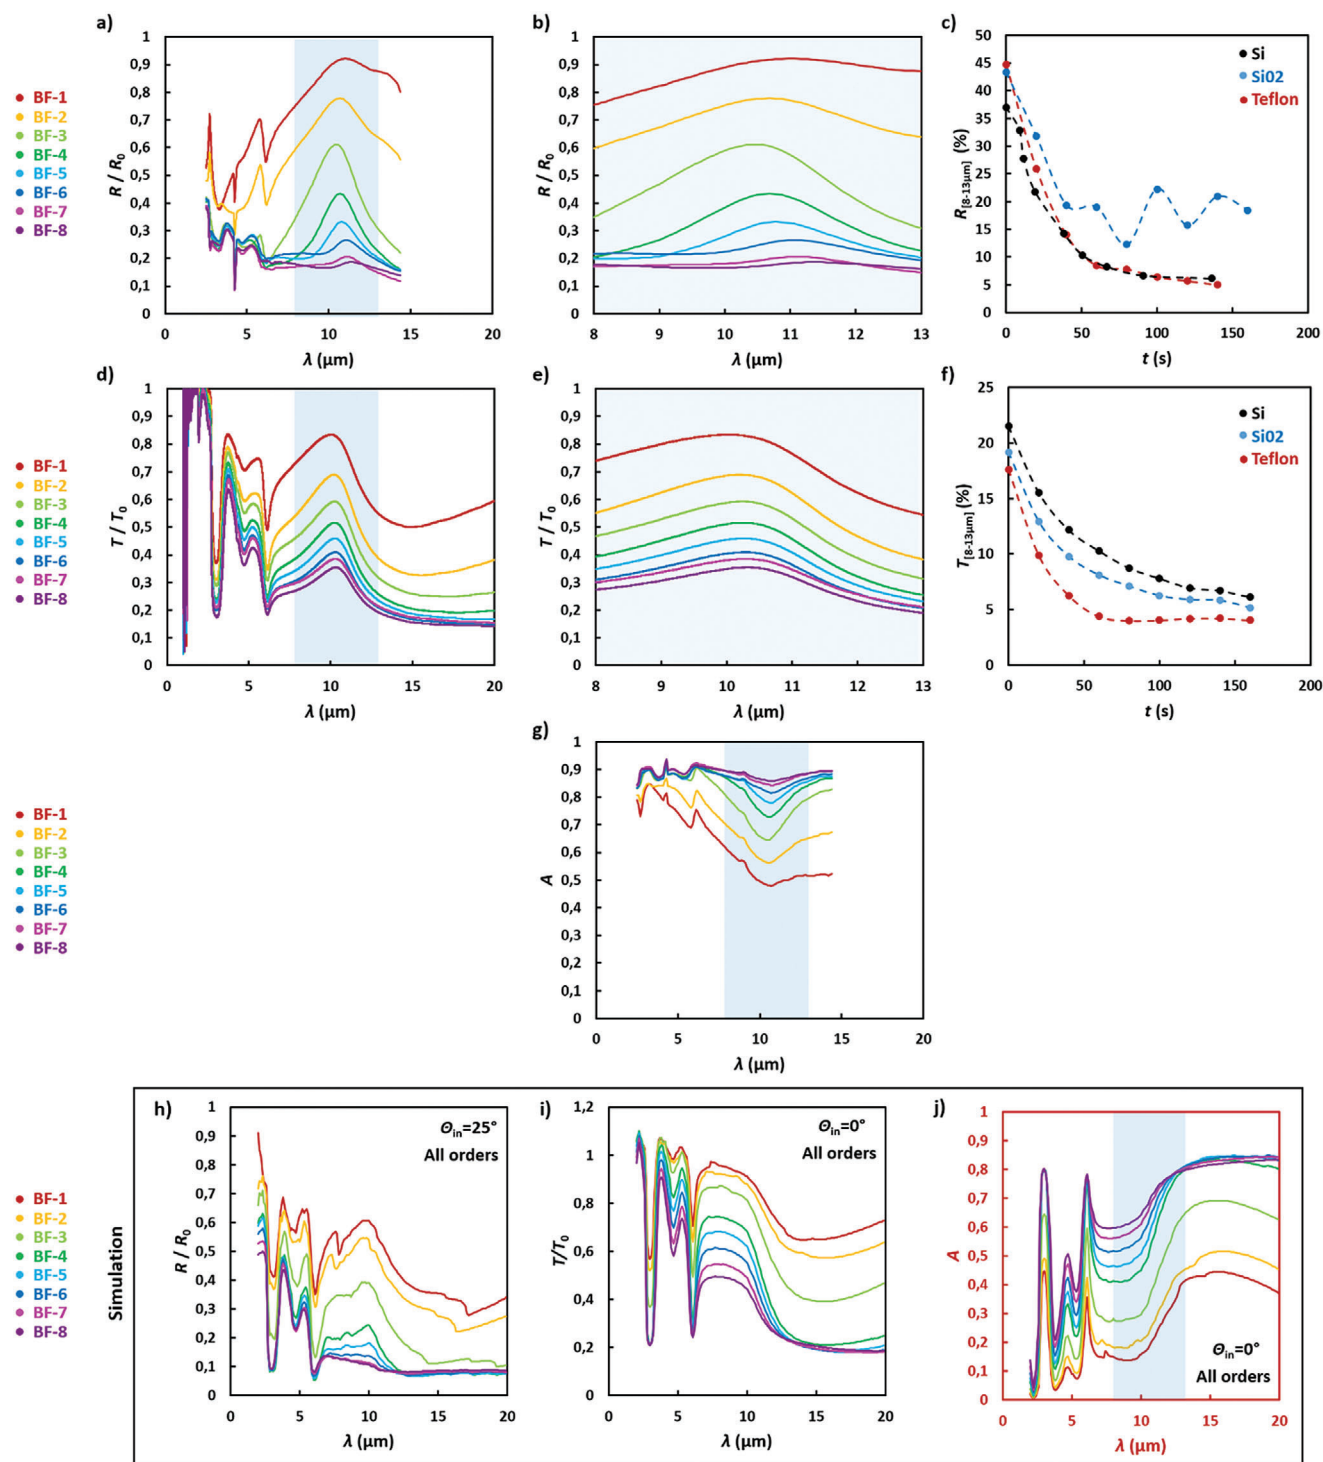 a)
BF-1
BF-2
BF-3
BF-4
BF-5
BF-6
BF-7
BF-8
R / R0
1
0,9
0,8
0,7
0,6
0,5
0,4
0,3
0,2
0,1
0
0 5 10 15 20
λ (μm)
b)
R / R0
1
0,9
0,8
0,7
0,6
0,5
0,4
0,3
0,2
0,1
0
8 9 10 11 12 13
λ (μm)
c)
R[8-13μm] (%)
50
45
40
35
30
25
20
15
10
5
0
0 50 100 150 200
t (s)
Si
Si02
Teflon
d)
BF-1
BF-2
BF-3
BF-4
BF-5
BF-6
BF-7
BF-8
T / T0
1
0,9
0,8
0,7
0,6
0,5
0,4
0,3
0,2
0,1
0
0 5 10 15 20
λ (μm)
e)
T / T0
1
0,9
0,8
0,7
0,6
0,5
0,4
0,3
0,2
0,1
0
8 9 10 11 12 13
λ (μm)
f)
T[8-13μm] (%)
25
20
15
10
5
0
0 50 100 150 200
t (s)
Si
Si02
Teflon
g)
BF-1
BF-2
BF-3
BF-4
BF-5
BF-6
BF-7
BF-8
A
1
0,9
0,8
0,7
0,6
0,5
0,4
0,3
0,2
0,1
0
0 5 10 15 20
λ (μm)
Simulation
BF-1
BF-2
BF-3
BF-4
BF-5
BF-6
BF-7
BF-8
h)
R / R0
1
0,9
0,8
0,7
0,6
0,5
0,4
0,3
0,2
0,1
0
0 5 10 15 20
λ (μm)
Θin=25°
All orders
i)
T/T0
1,2
1
0,8
0,6
0,4
0,2
0
0 5 10 15 20
λ (μm)
Θin=0°
All orders
j)
A
1
0,9
0,8
0,7
0,6
0,5
0,4
0,3
0,2
0,1
0
0 5 10 15 20
λ (μm)
Θin=0°
All orders